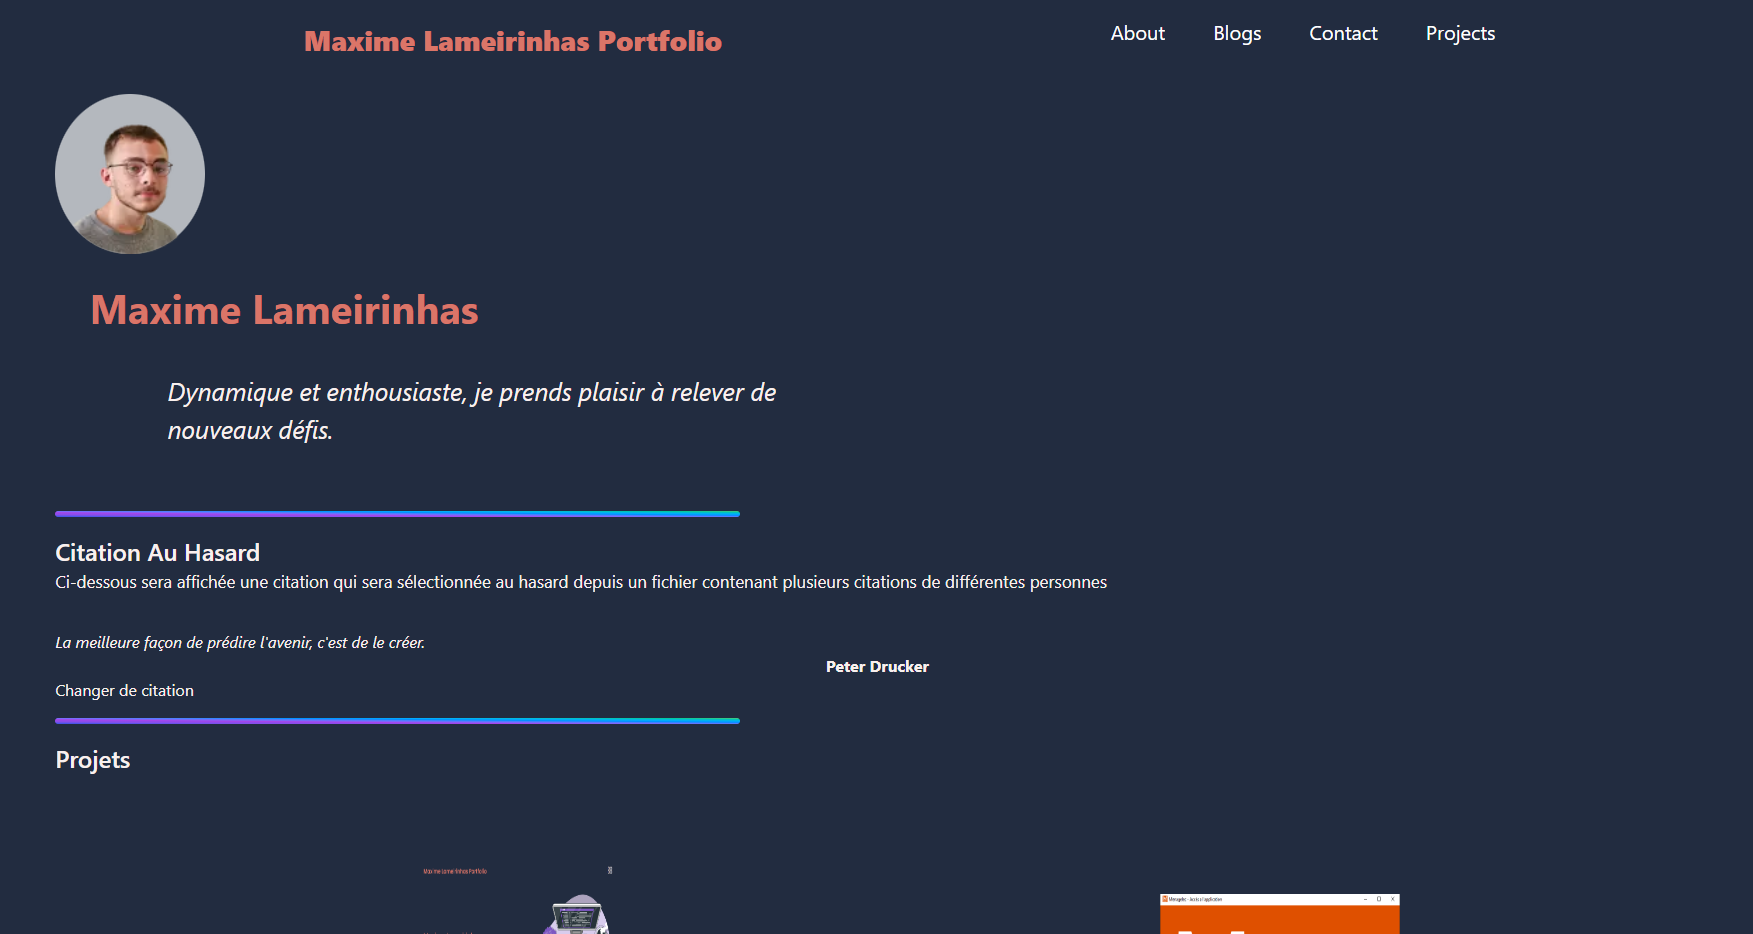 Maxime Lameirinhas Portfolio
About Blogs Contact Projects
Maxime Lameirinhas
Dynamique et enthousiaste, je prends plaisir à relever de
nouveaux défis.
Citation Au Hasard
Ci-dessous sera affichée une citation qui sera sélectionnée au hasard depuis un fichier contenant plusieurs citations de différentes personnes
La meilleure façon de prédire l'avenir, c'est de le créer.
Peter Drucker
Changer de citation
Projets
Maxime Lameirinhas Portfolio